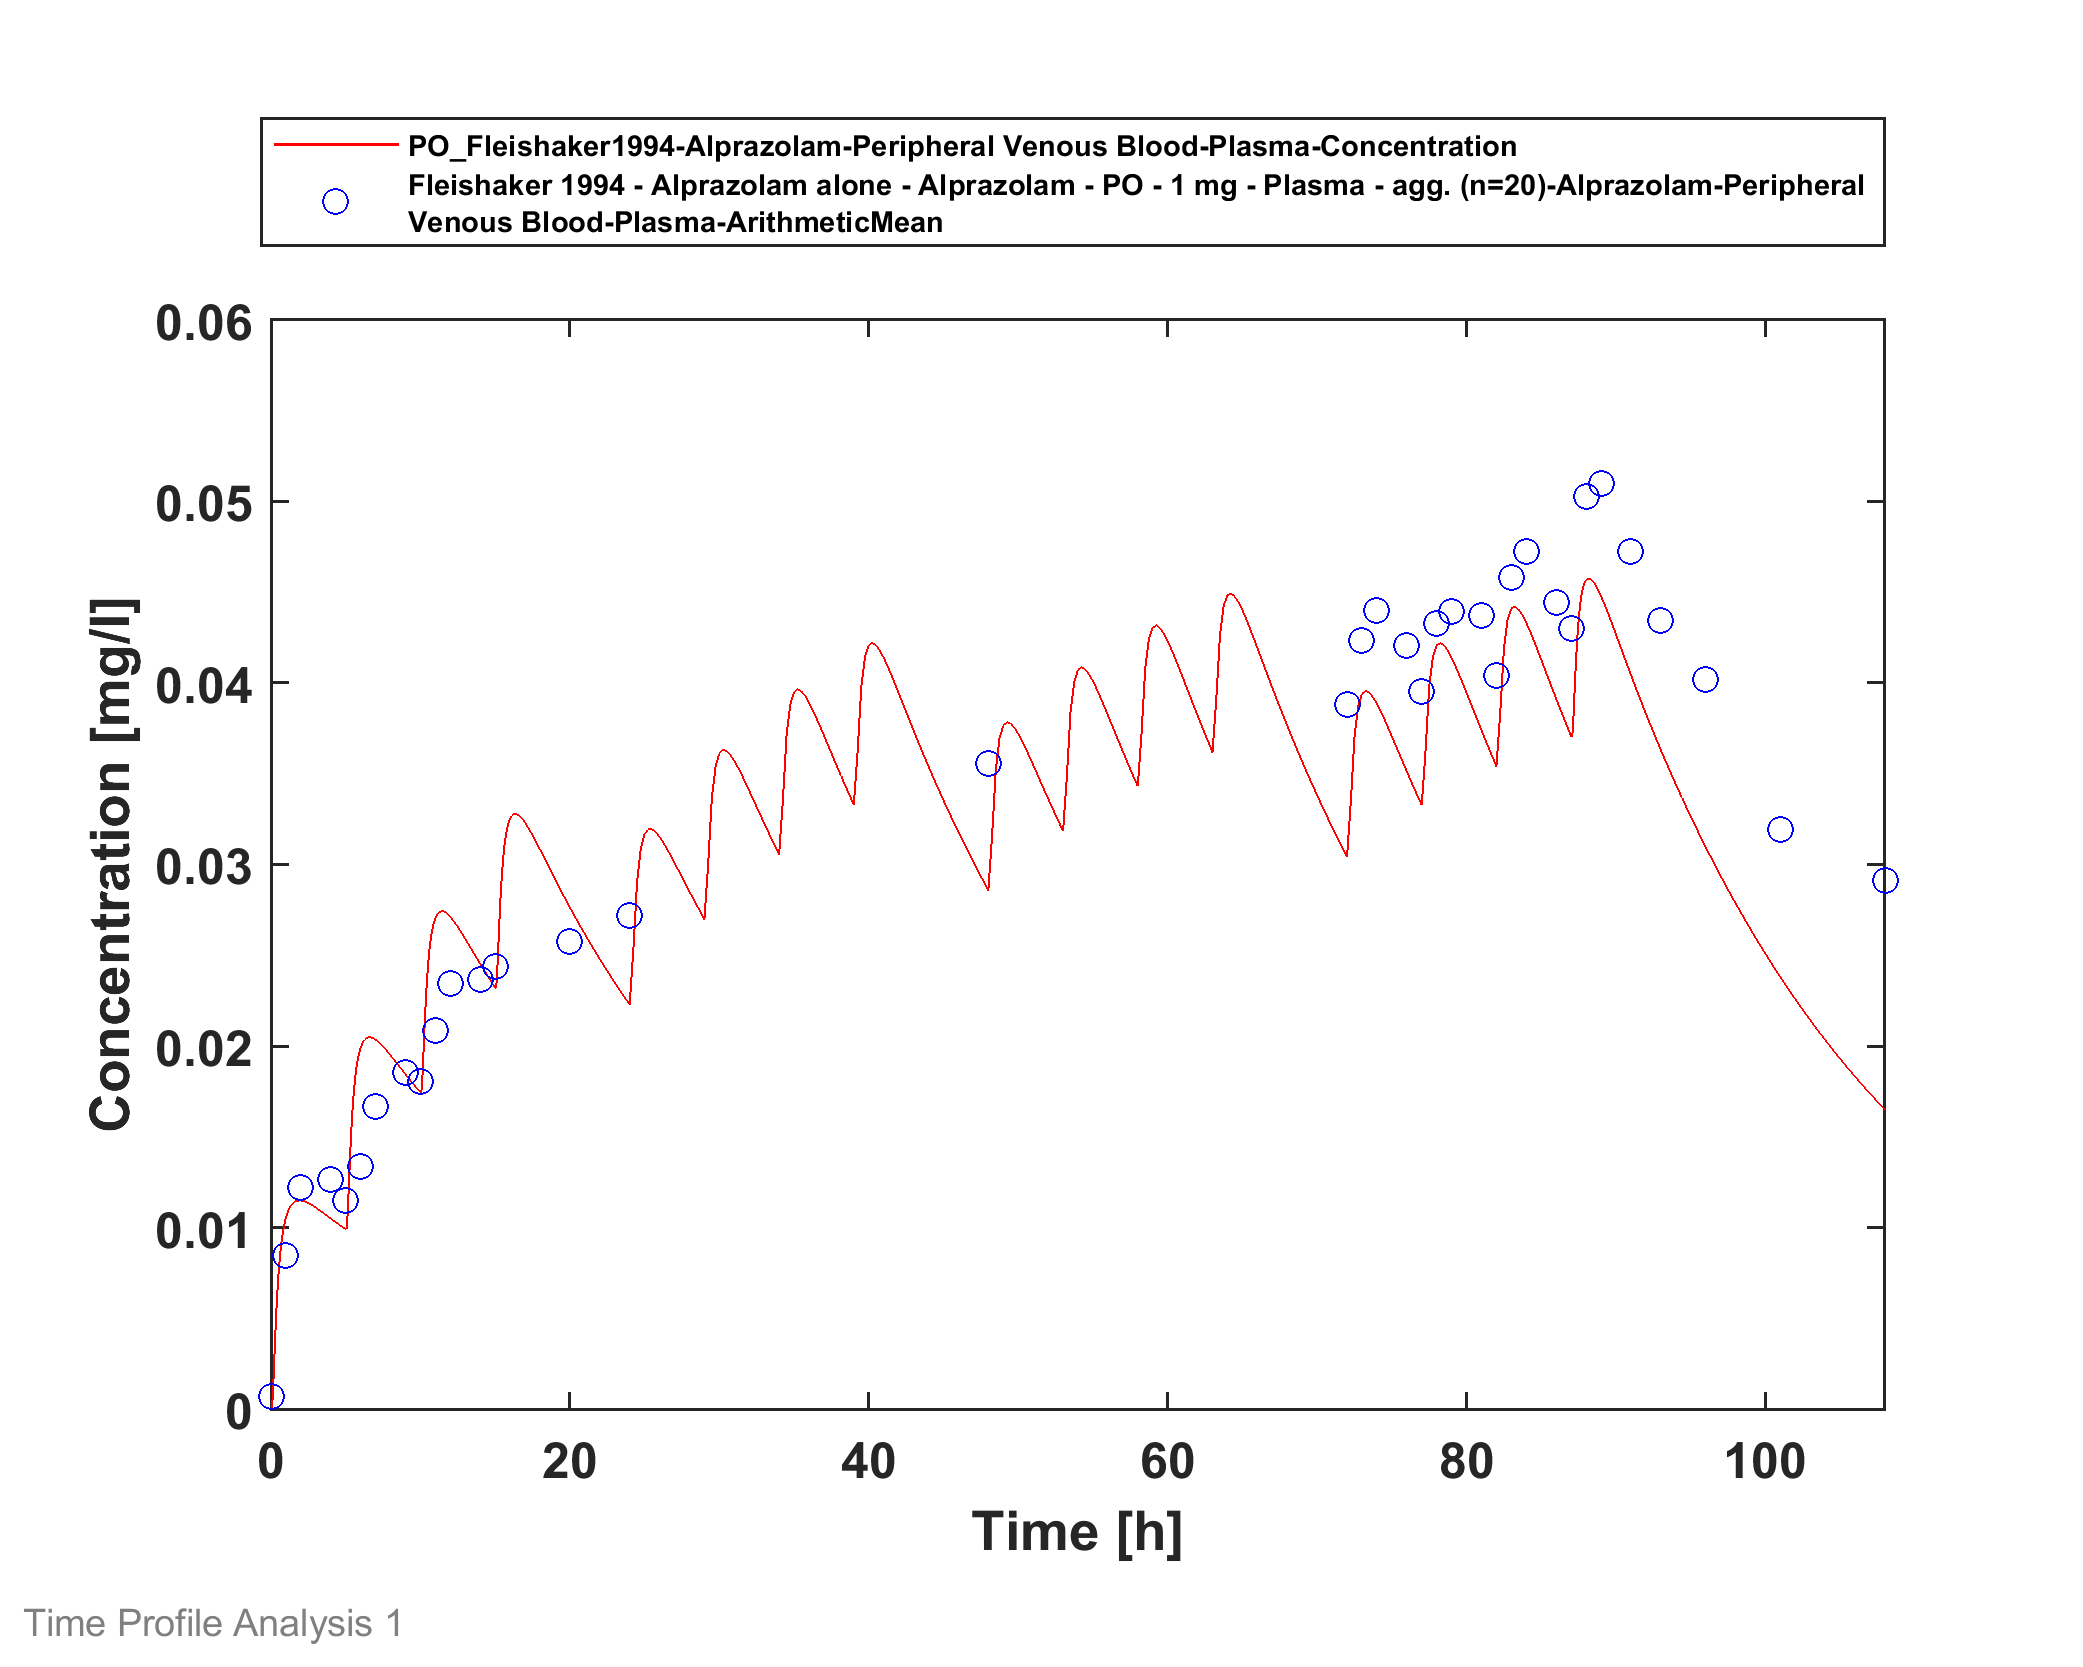 PO_Fleishaker1994-Alprazolam-Peripheral Venous Blood-Plasma-Concentration
Fleishaker 1994 - Alprazolam alone - Alprazolam - PO - 1 mg - Plasma - agg. (n=20)-Alprazolam-Peripheral
Venous Blood-Plasma-ArithmeticMean
0.06
0.05
0.04
0.03
0.02
0.01
0
Concentration [mg/l]
0 20 40 60 80 100
Time [h]
Time Profile Analysis 1